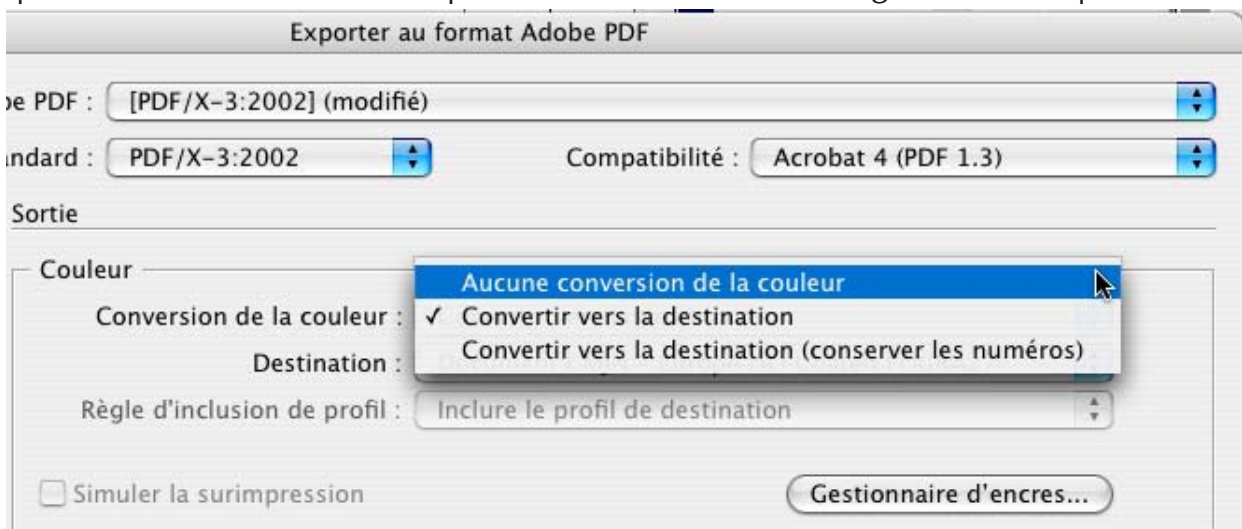 Exporter au format Adobe PDF
PDF : [PDF/X-3:2002] (modifié)
: PDF/X-3:2002 Compatibilité : Acrobat 4 (PDF 1.3)
Sortie
Couleur
Aucune conversion de la couleur
Conversion de la couleur : ✓ Convertir vers la destination
Convertir vers la destination (conserver les numéros)
Destination :
Règle d'inclusion de profil : Inclure le profil de destination
Simuler la surimpression Gestionnaire d'encres...